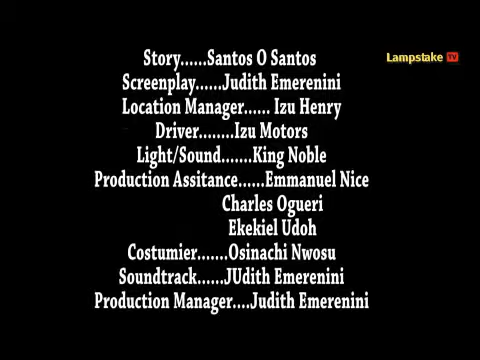 Lampstake TV
Story......Santos O Santos
Screenplay......Judith Emerenini
Location Manager...... Izu Henry
Driver........Izu Motors
Light/Sound.......King Noble
Production Assitance......Emmanuel Nice
Charles Ogueri
Ekekiel Udoh
Costumier.......Osinachi Nwosu
Soundtrack......JUdith Emerenini
Production Manager....Judith Emerenini